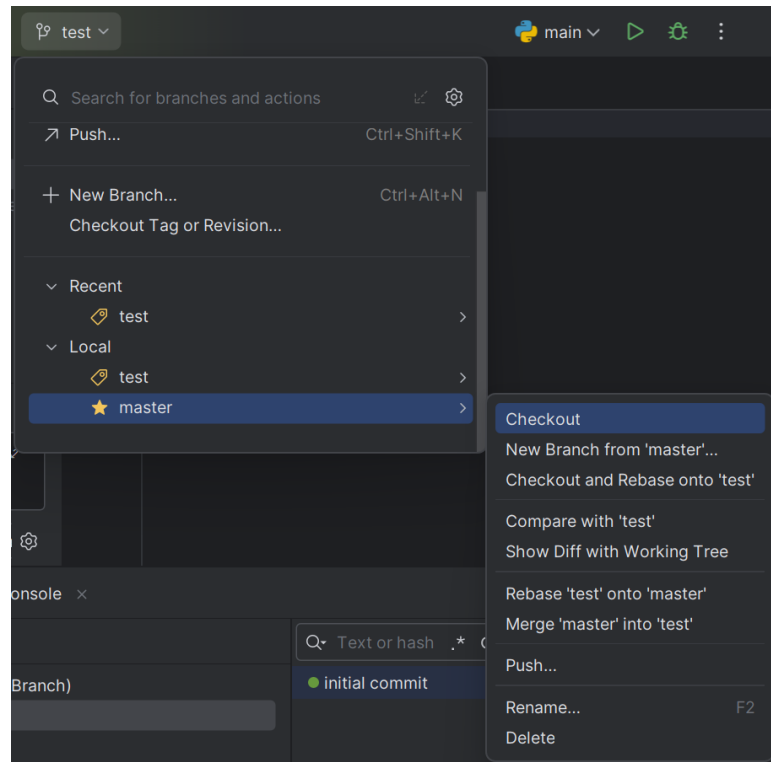 test
main
Search for branches and actions
Push... Ctrl+Shift+K
New Branch... Ctrl+Alt+N
Checkout Tag or Revision...
Recent
test
Local
test
master
Checkout
New Branch from 'master'...
Checkout and Rebase onto 'test'
Compare with 'test'
Show Diff with Working Tree
Rebase 'test' onto 'master'
Merge 'master' into 'test'
Push...
Rename... F2
Delete
onsole
Text or hash .*
Branch)
initial commit